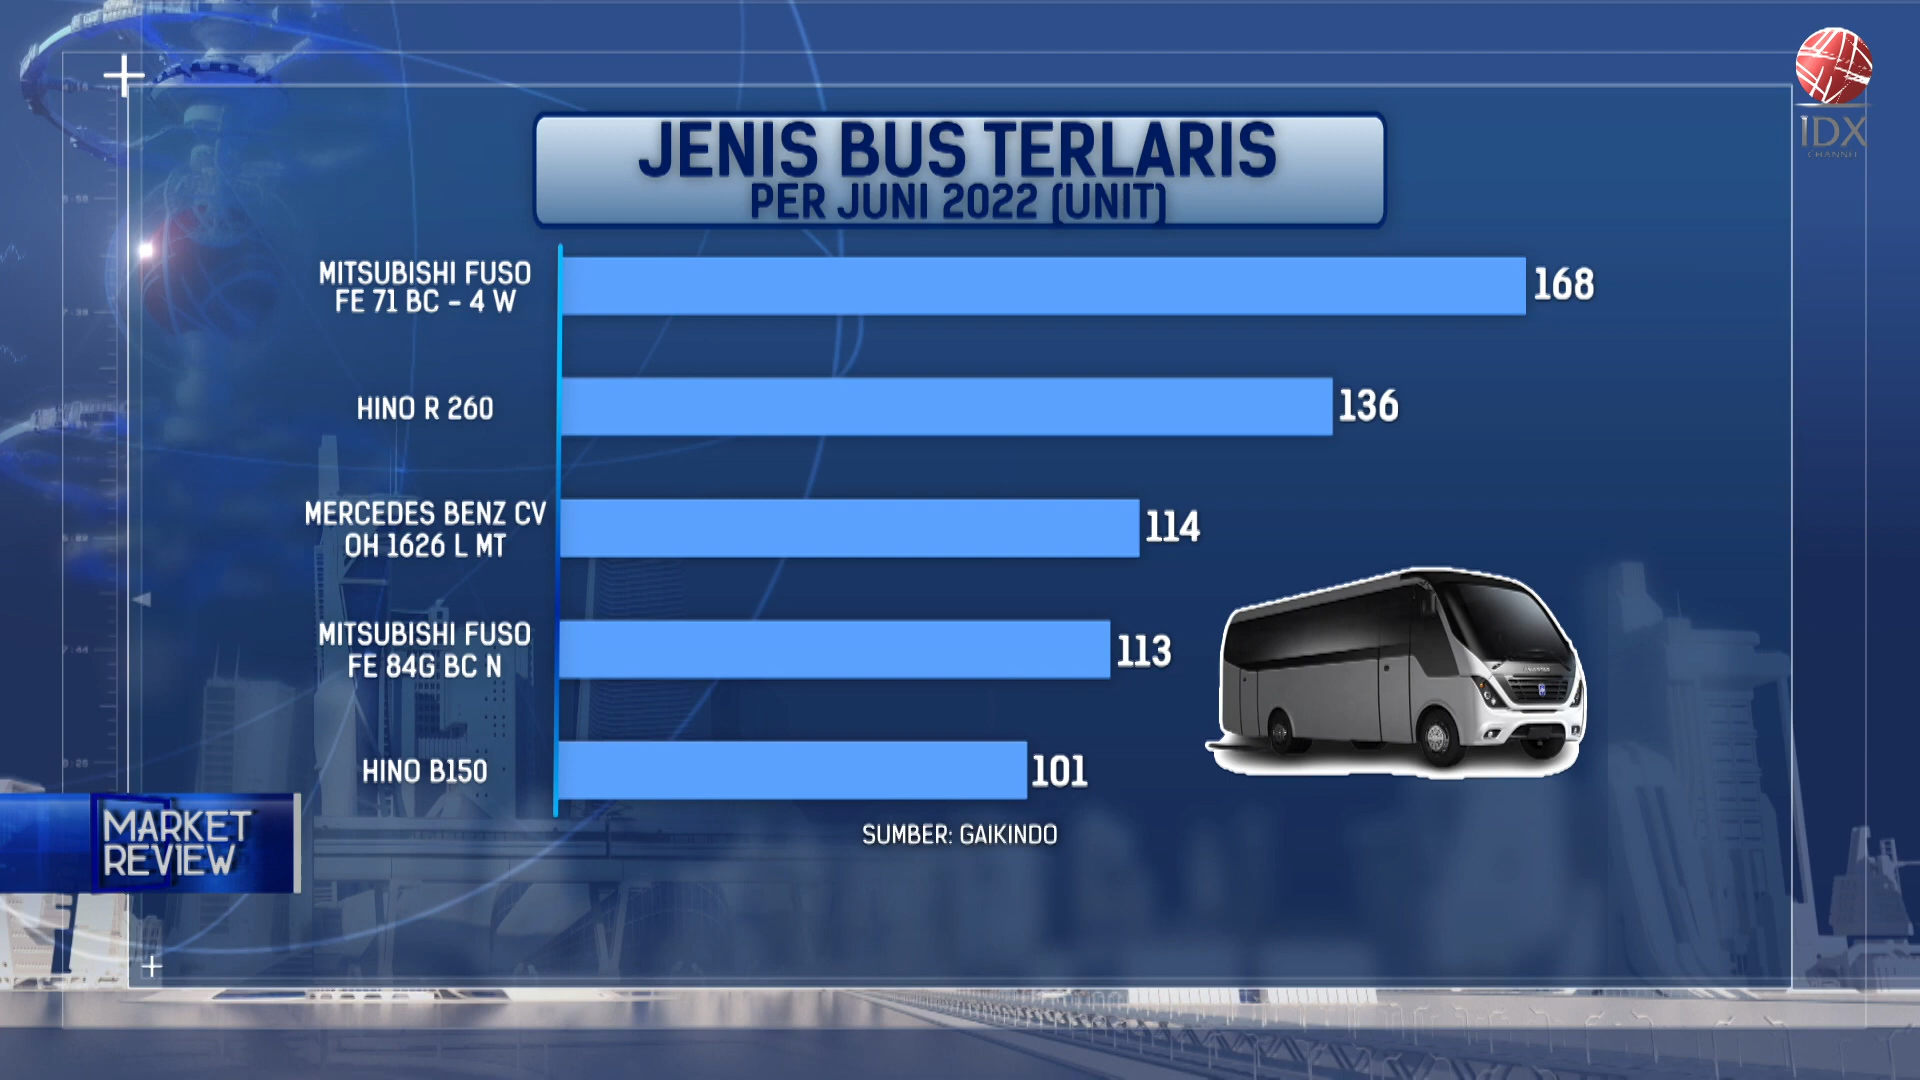 IDX
CHANNEL
JENIS BUS TERLARIS
PER JUNI 2022 (UNIT)
MITSUBISHI FUSO
FE 71 BC - 4 W
168
HINO R 260
136
MERCEDES BENZ CV
OH 1626 L MT
114
MITSUBISHI FUSO
FE 84G BC N
113
HINO B150
101
SUMBER: GAIKINDO
MARKET
REVIEW